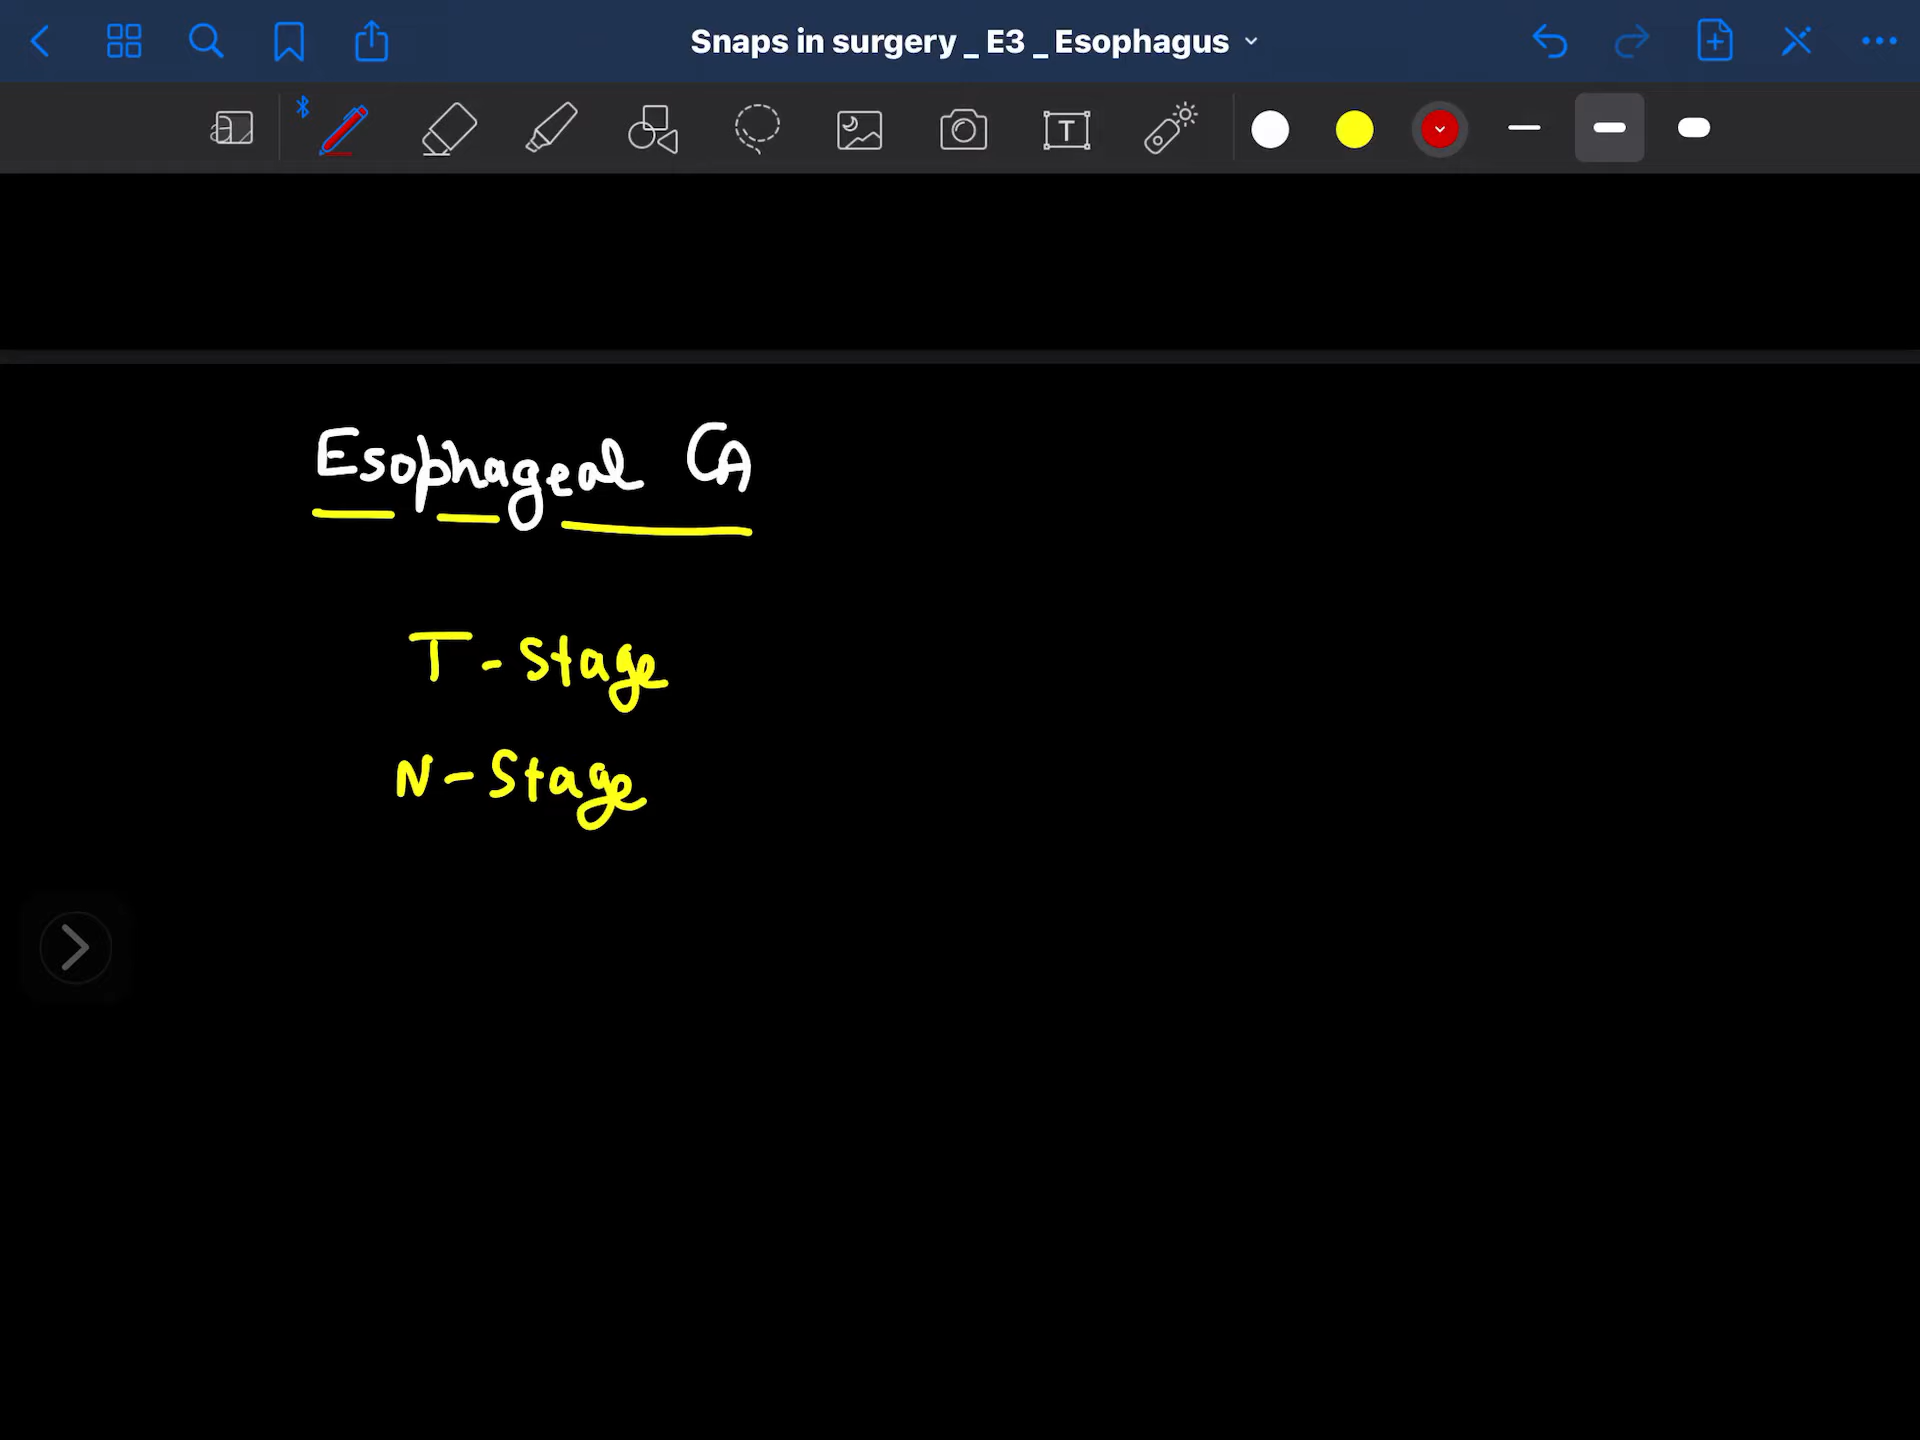 Snaps in surgery _ E3 _ Esophagus
T
Esophageal CA
T - Stage
N - Stage